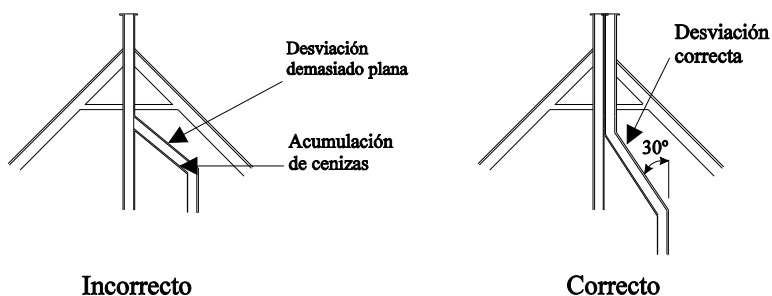 Desviación
demasiado plana
Acumulación
de cenizas
Incorrecto
Desviación
correcta
30º
Correcto